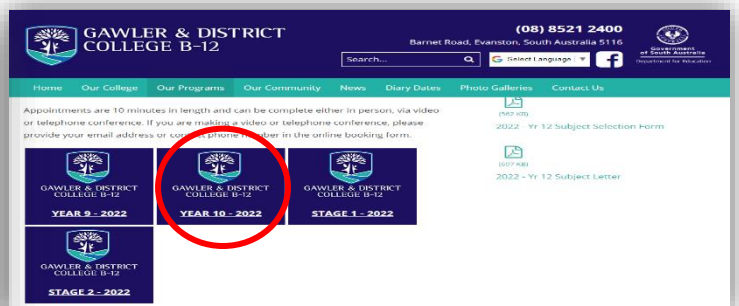 GAWLER & DISTRICT
COLLEGE B-12
(08) 8521 2400
Barnet Road, Evanston, South Australia 5116
Search...
Select Language
Government
of South Australia
Department for Education
Home Our College Our Programs Our Community News Diary Dates Photo Galleries Contact Us
Appointments are 10 minutes in length and can be complete either in person, via video
or telephone conference. If you are making a video or telephone conference, please
provide your email address or contact phone number in the online booking form.
(582 KB)
2022 - Yr 12 Subject Selection Form
(607 KB)
2022 - Yr 12 Subject Letter
GAWLER & DISTRICT
COLLEGE B-12
YEAR 9 - 2022
GAWLER & DISTRICT
COLLEGE B-12
YEAR 10 - 2022
GAWLER & DISTRICT
COLLEGE B-12
STAGE 1 - 2022
GAWLER & DISTRICT
COLLEGE B-12
STAGE 2 - 2022